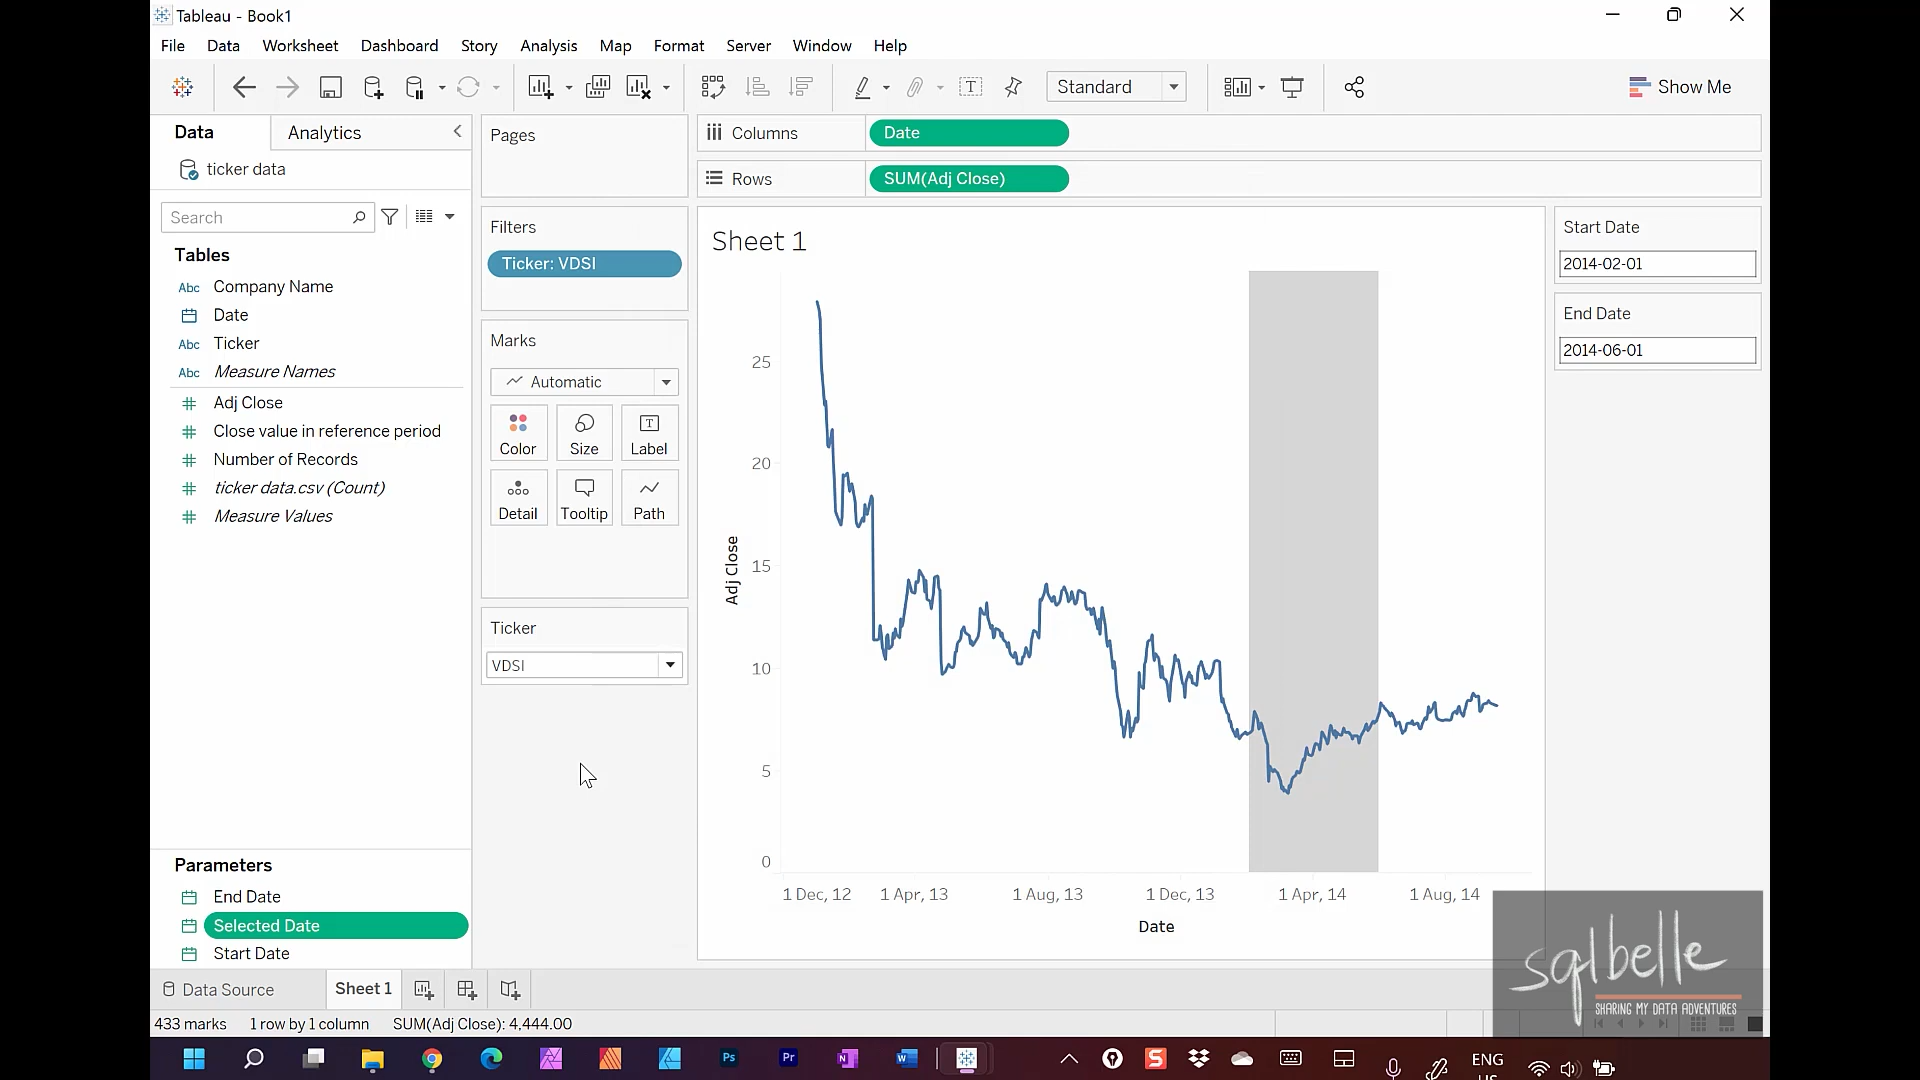 Tableau - Book1
File Data Worksheet Dashboard Story Analysis Map Format Server Window Help
Standard
Show Me
Data Analytics
ticker data
Search
Tables
Abc Company Name
Date
Abc Ticker
Abc Measure Names
Adj Close
Close value in reference period
Number of Records
ticker data.csv (Count)
Measure Values
Parameters
End Date
Selected Date
Start Date
Pages
Filters
Ticker: VDSI
Marks
Automatic
Color Size Label
Detail Tooltip Path
Ticker
VDSI
Columns Date
Rows SUM(Adj Close)
Sheet 1
Adj Close
25
20
15
10
5
0
1 Dec, 12 1 Apr, 13 1 Aug, 13 1 Dec, 13 1 Apr, 14 1 Aug, 14
Date
Start Date
2014-02-01
End Date
2014-06-01
sqlbelle
SHARING MY DATA ADVENTURES
Data Source Sheet 1
433 marks 1 row by 1 column SUM(Adj Close): 4,444.00
Ps Pr N W S ENG